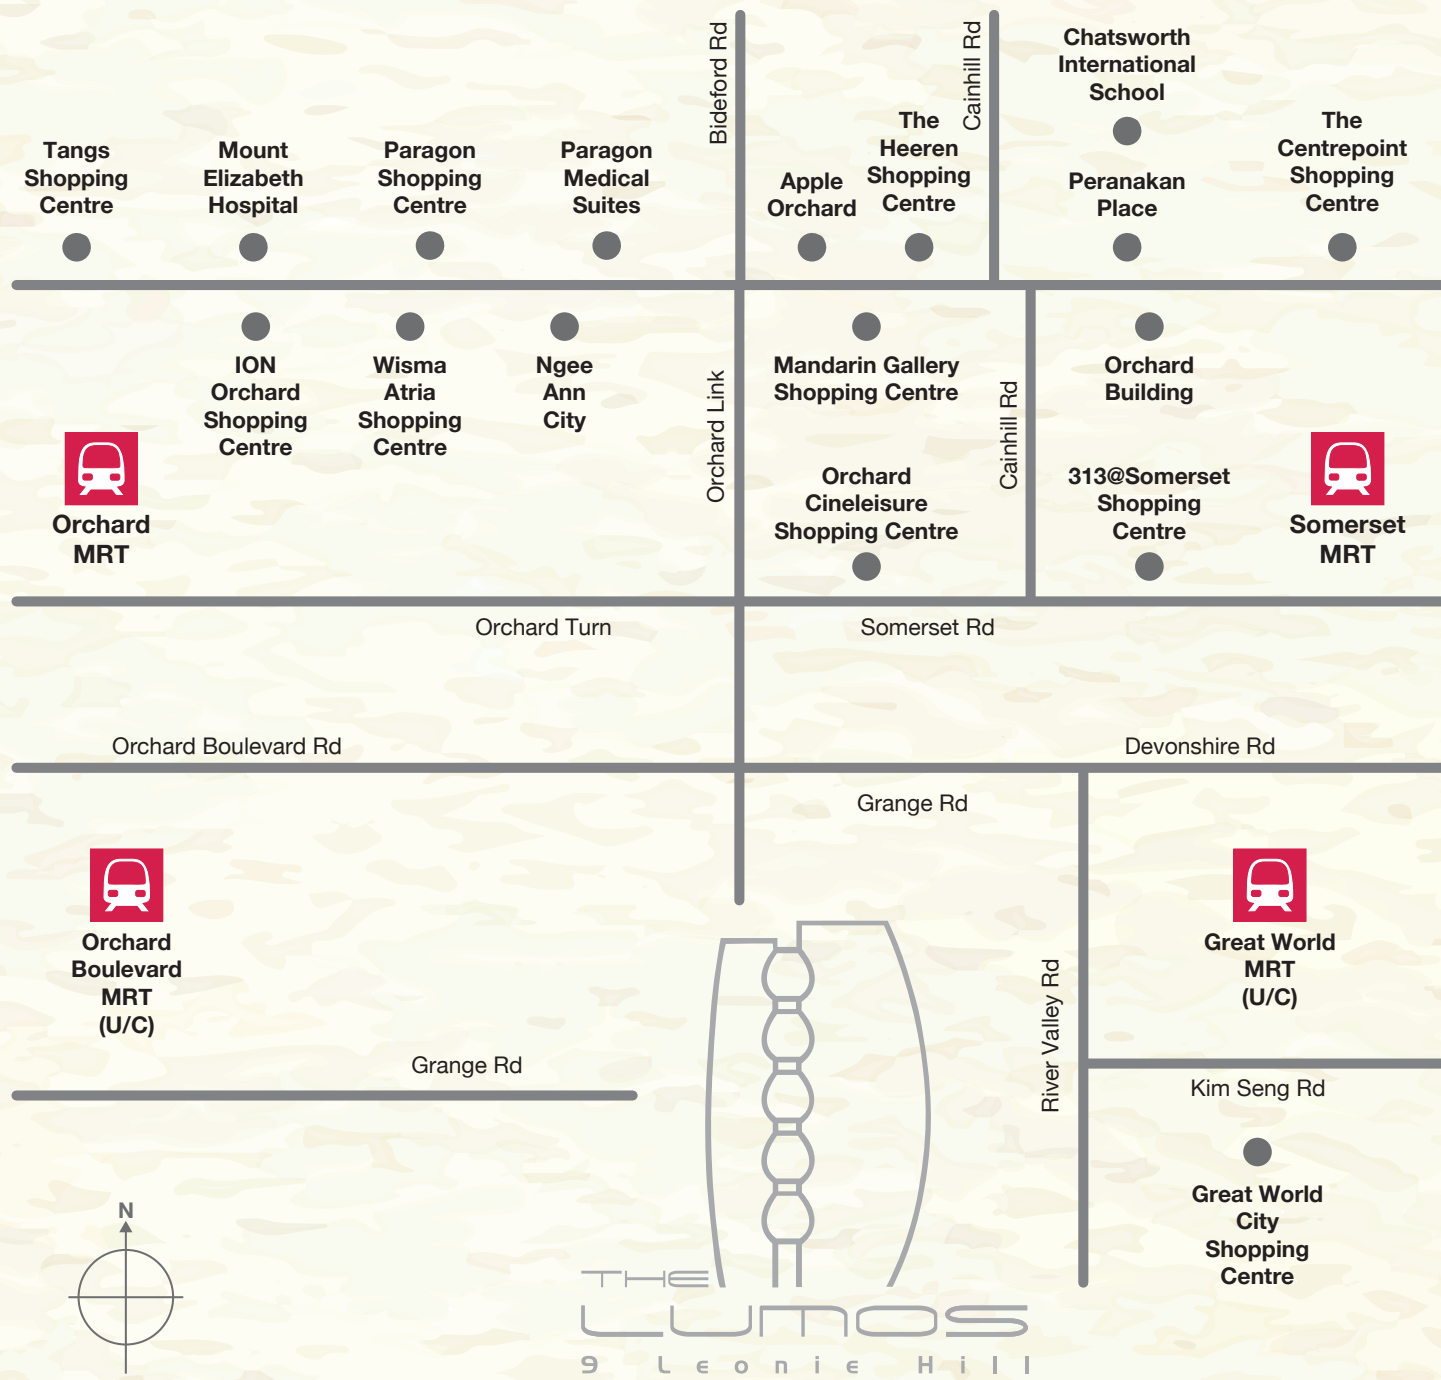 Bideford Rd
Cainhill Rd
Chatsworth
International
School
Tangs
Shopping
Centre
Mount
Elizabeth
Hospital
Paragon
Shopping
Centre
Paragon
Medical
Suites
Apple
Orchard
The
Heeren
Shopping
Centre
Peranakan
Place
The
Centrepoint
Shopping
Centre
ION
Orchard
Shopping
Centre
Wisma
Atria
Shopping
Centre
Ngee
Ann
City
Orchard Link
Mandarin Gallery
Shopping Centre
Cainhill Rd
Orchard
Building
Orchard
MRT
Orchard
Cineleisure
Shopping Centre
313@Somerset
Shopping
Centre
Somerset
MRT
Orchard Turn
Somerset Rd
Orchard Boulevard Rd
Devonshire Rd
Grange Rd
Orchard
Boulevard
MRT
(U/C)
Great World
MRT
(U/C)
River Valley Rd
Grange Rd
Kim Seng Rd
Great World
City
Shopping
Centre
N
THE
LUMOS
9 Leonie Hill